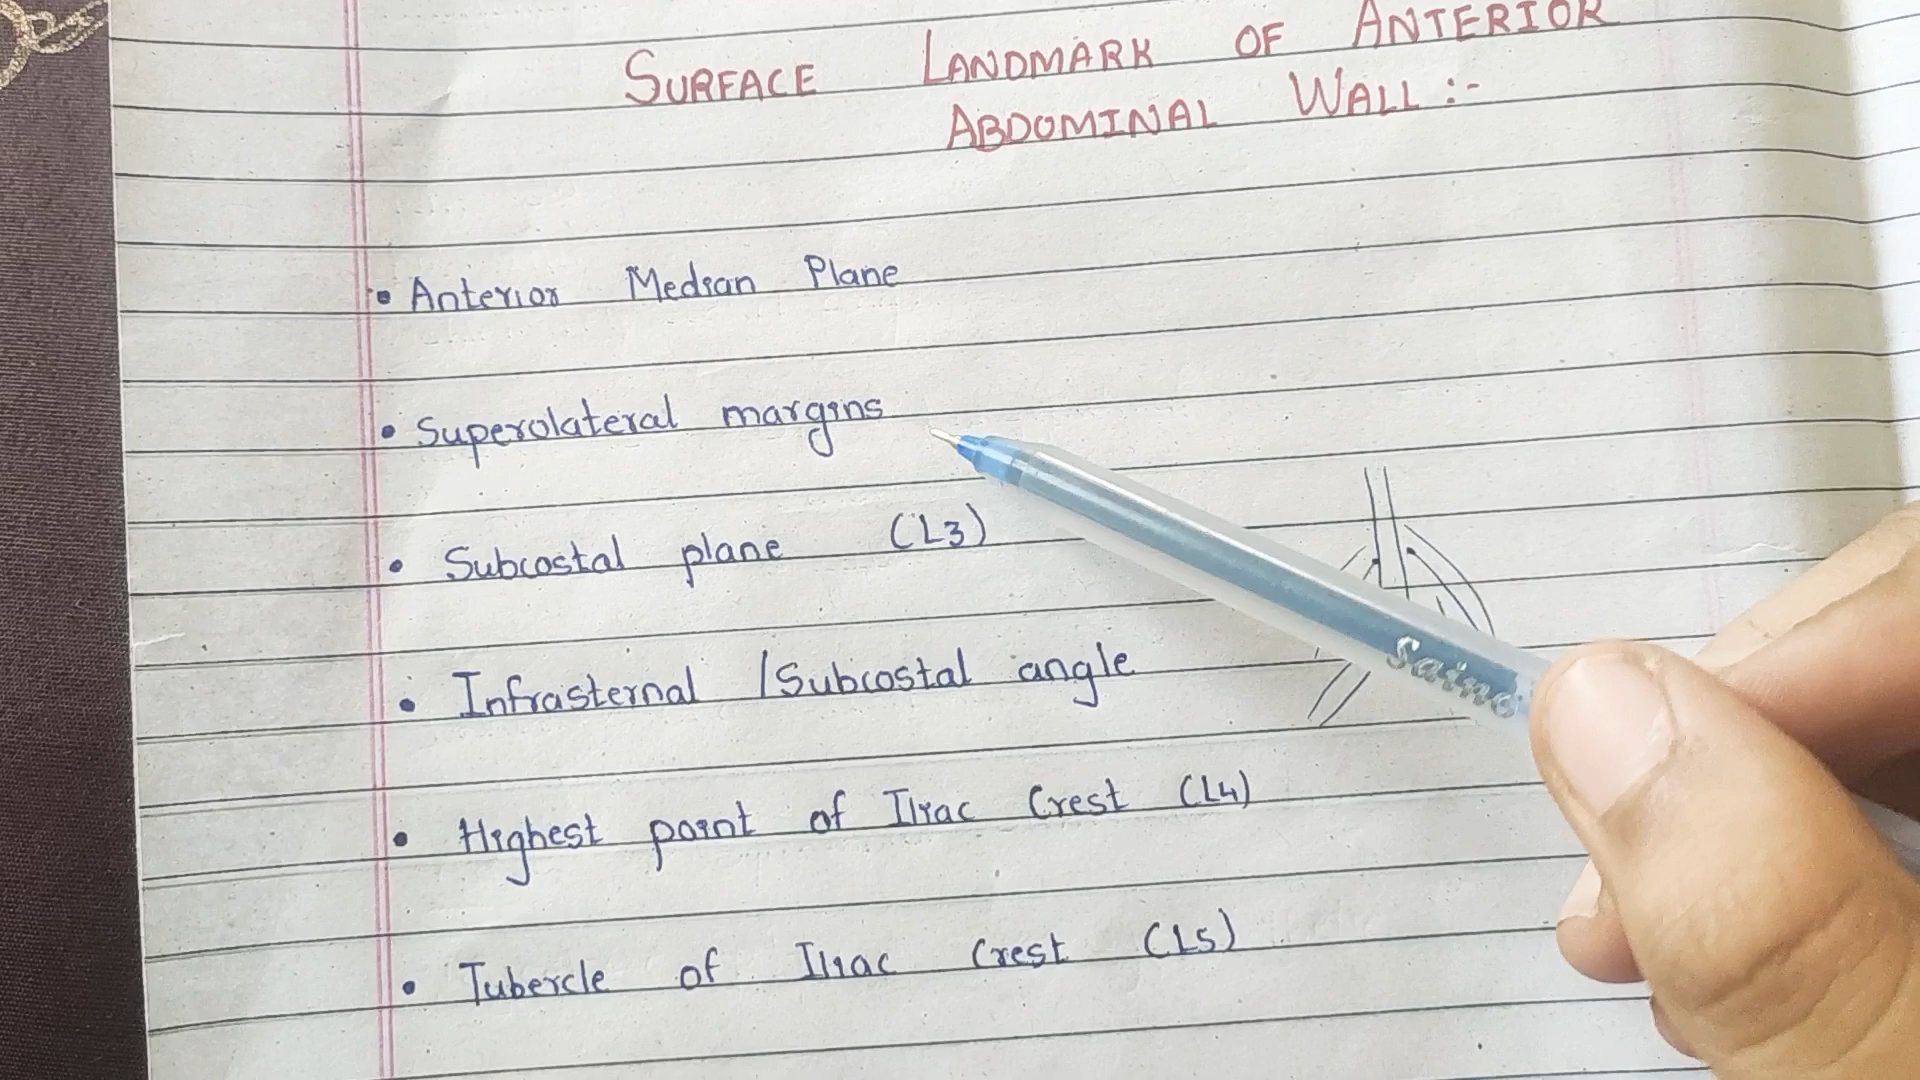 SURFACE LANDMARK OF ANTERIOR
ABDOMINAL WALL :-
• Anterior Median Plane
• Superolateral margins
• Subcostal plane (L3)
• Infrasternal /Subcostal angle
• Highest point of Iliac Crest (L4)
• Tubercle of Iliac Crest (L5)